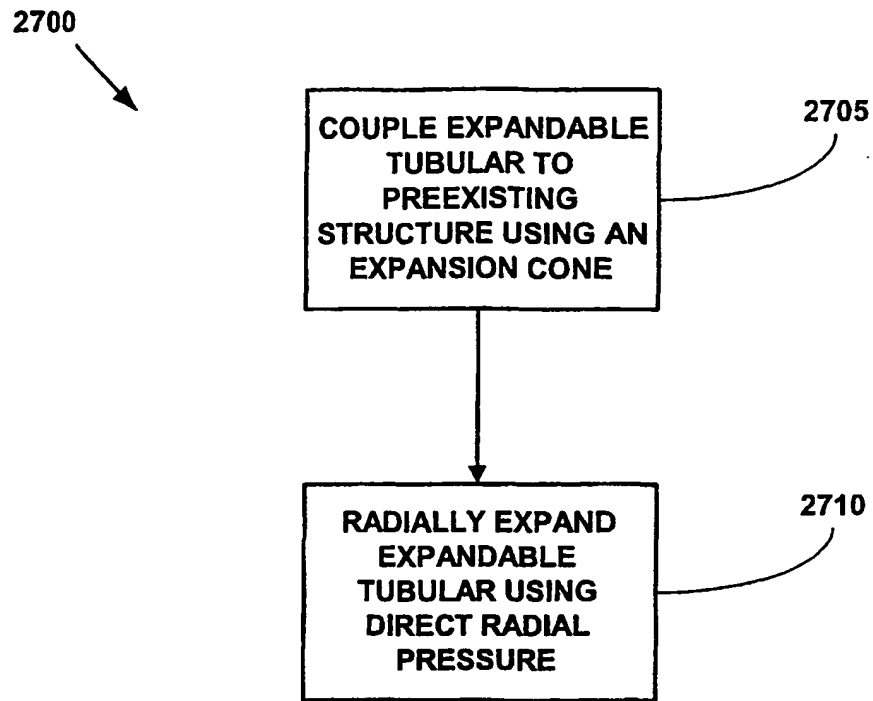 2700
COUPLE EXPANDABLE
TUBULAR TO
PREEXISTING
STRUCTURE USING AN
EXPANSION CONE
2705
RADIALLY EXPAND
EXPANDABLE
TUBULAR USING
DIRECT RADIAL
PRESSURE
2710